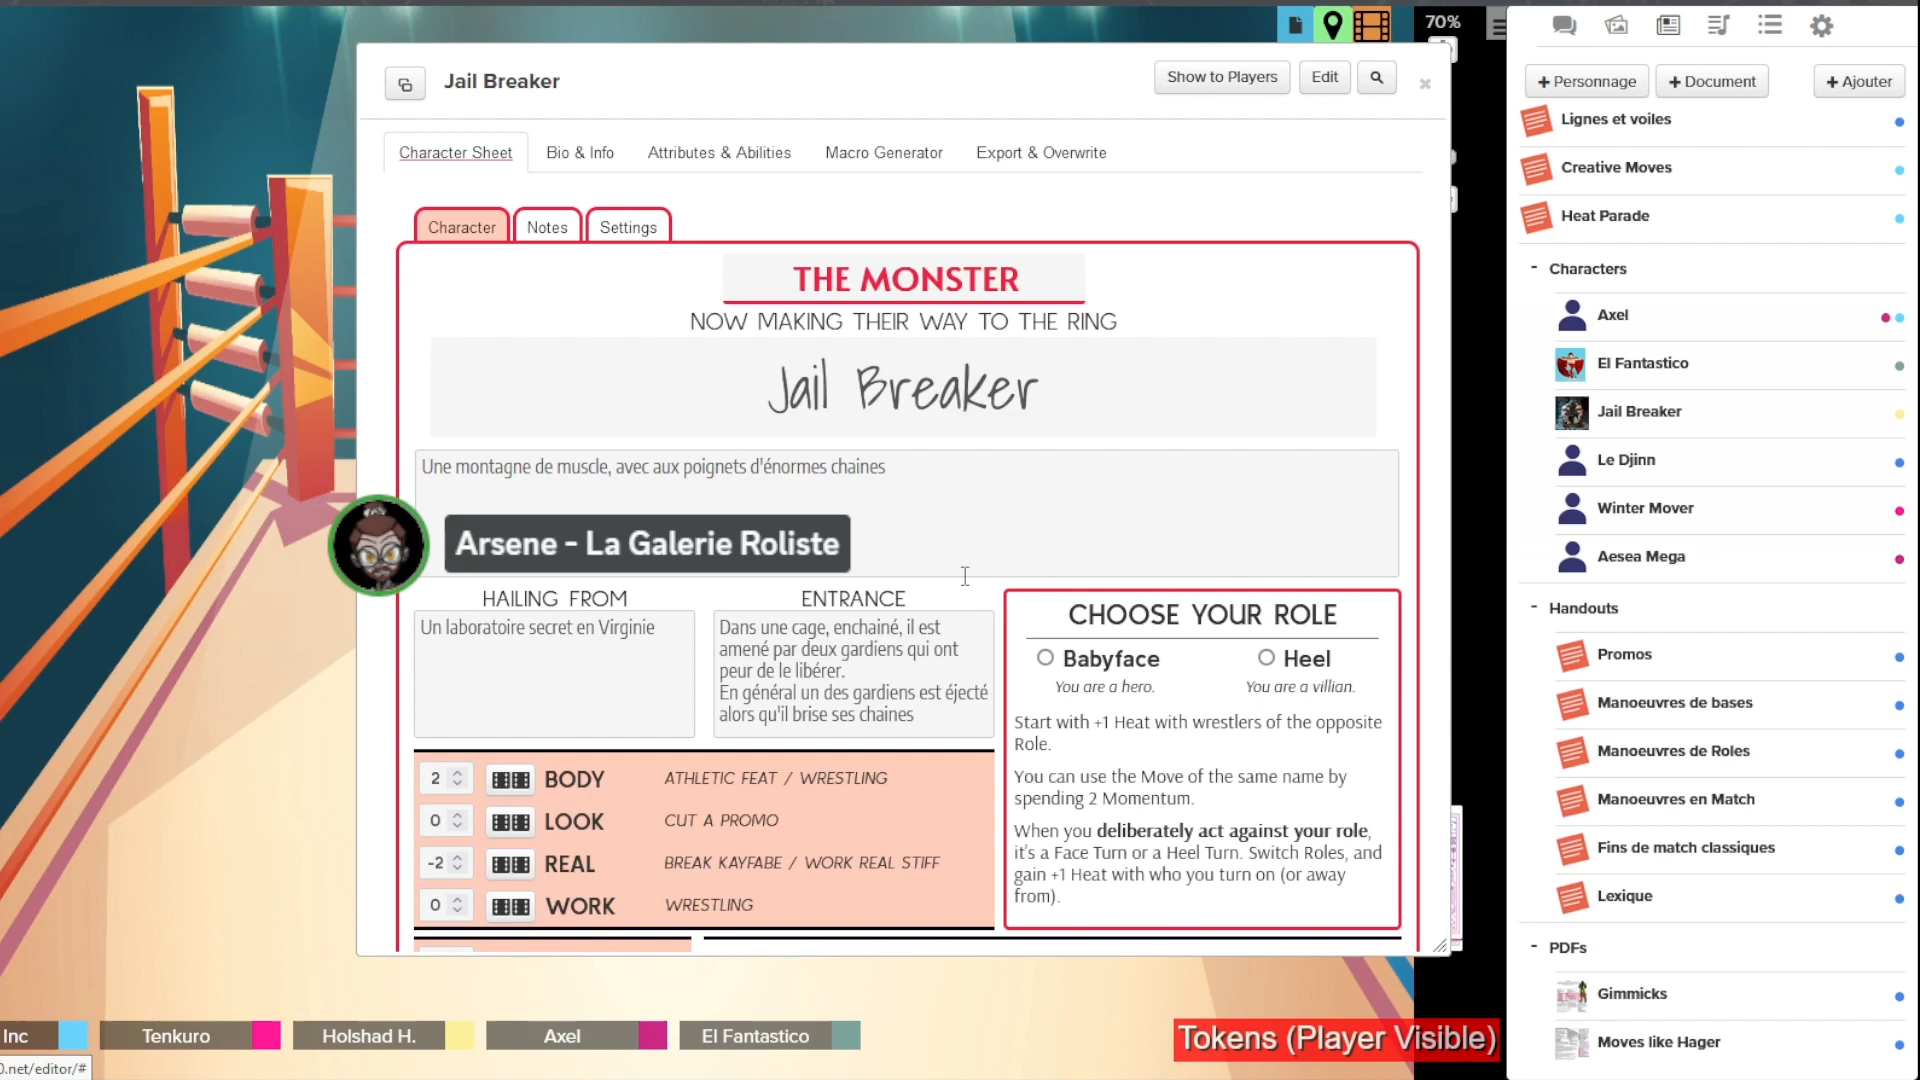 70%
Jail Breaker
Show to Players
Edit
Character Sheet
Bio & Info
Attributes & Abilities
Macro Generator
Export & Overwrite
Character
Notes
Settings
THE MONSTER
NOW MAKING THEIR WAY TO THE RING
Jail Breaker
Une montagne de muscle, avec aux poignets d'énormes chaines
Arsene - La Galerie Roliste
HAILING FROM
Un laboratoire secret en Virginie
ENTRANCE
Dans une cage, enchainé, il est
amené par deux gardiens qui ont
peur de le libérer.
En général un des gardiens est éjecté
alors qu'il brise ses chaines
CHOOSE YOUR ROLE
Babyface
Heel
You are a hero.
You are a villian.
Start with +1 Heat with wrestlers of the opposite
Role.
You can use the Move of the same name by
spending 2 Momentum.
When you deliberately act against your role,
it's a Face Turn or a Heel Turn. Switch Roles, and
gain +1 Heat with who you turn on (or away
from).
2 BODY ATHLETIC FEAT / WRESTLING
0 LOOK CUT A PROMO
-2 REAL BREAK KAYFABE / WORK REAL STIFF
0 WORK WRESTLING
Inc
Tenkuro
Holshad H.
Axel
El Fantastico
Tokens (Player Visible)
0.net/editor/#
+ Personnage
+ Document
+ Ajouter
Lignes et voiles
Creative Moves
Heat Parade
- Characters
Axel
El Fantastico
Jail Breaker
Le Djinn
Winter Mover
Aesea Mega
- Handouts
Promos
Manoeuvres de bases
Manoeuvres de Roles
Manoeuvres en Match
Fins de match classiques
Lexique
- PDFs
Gimmicks
Moves like Hager